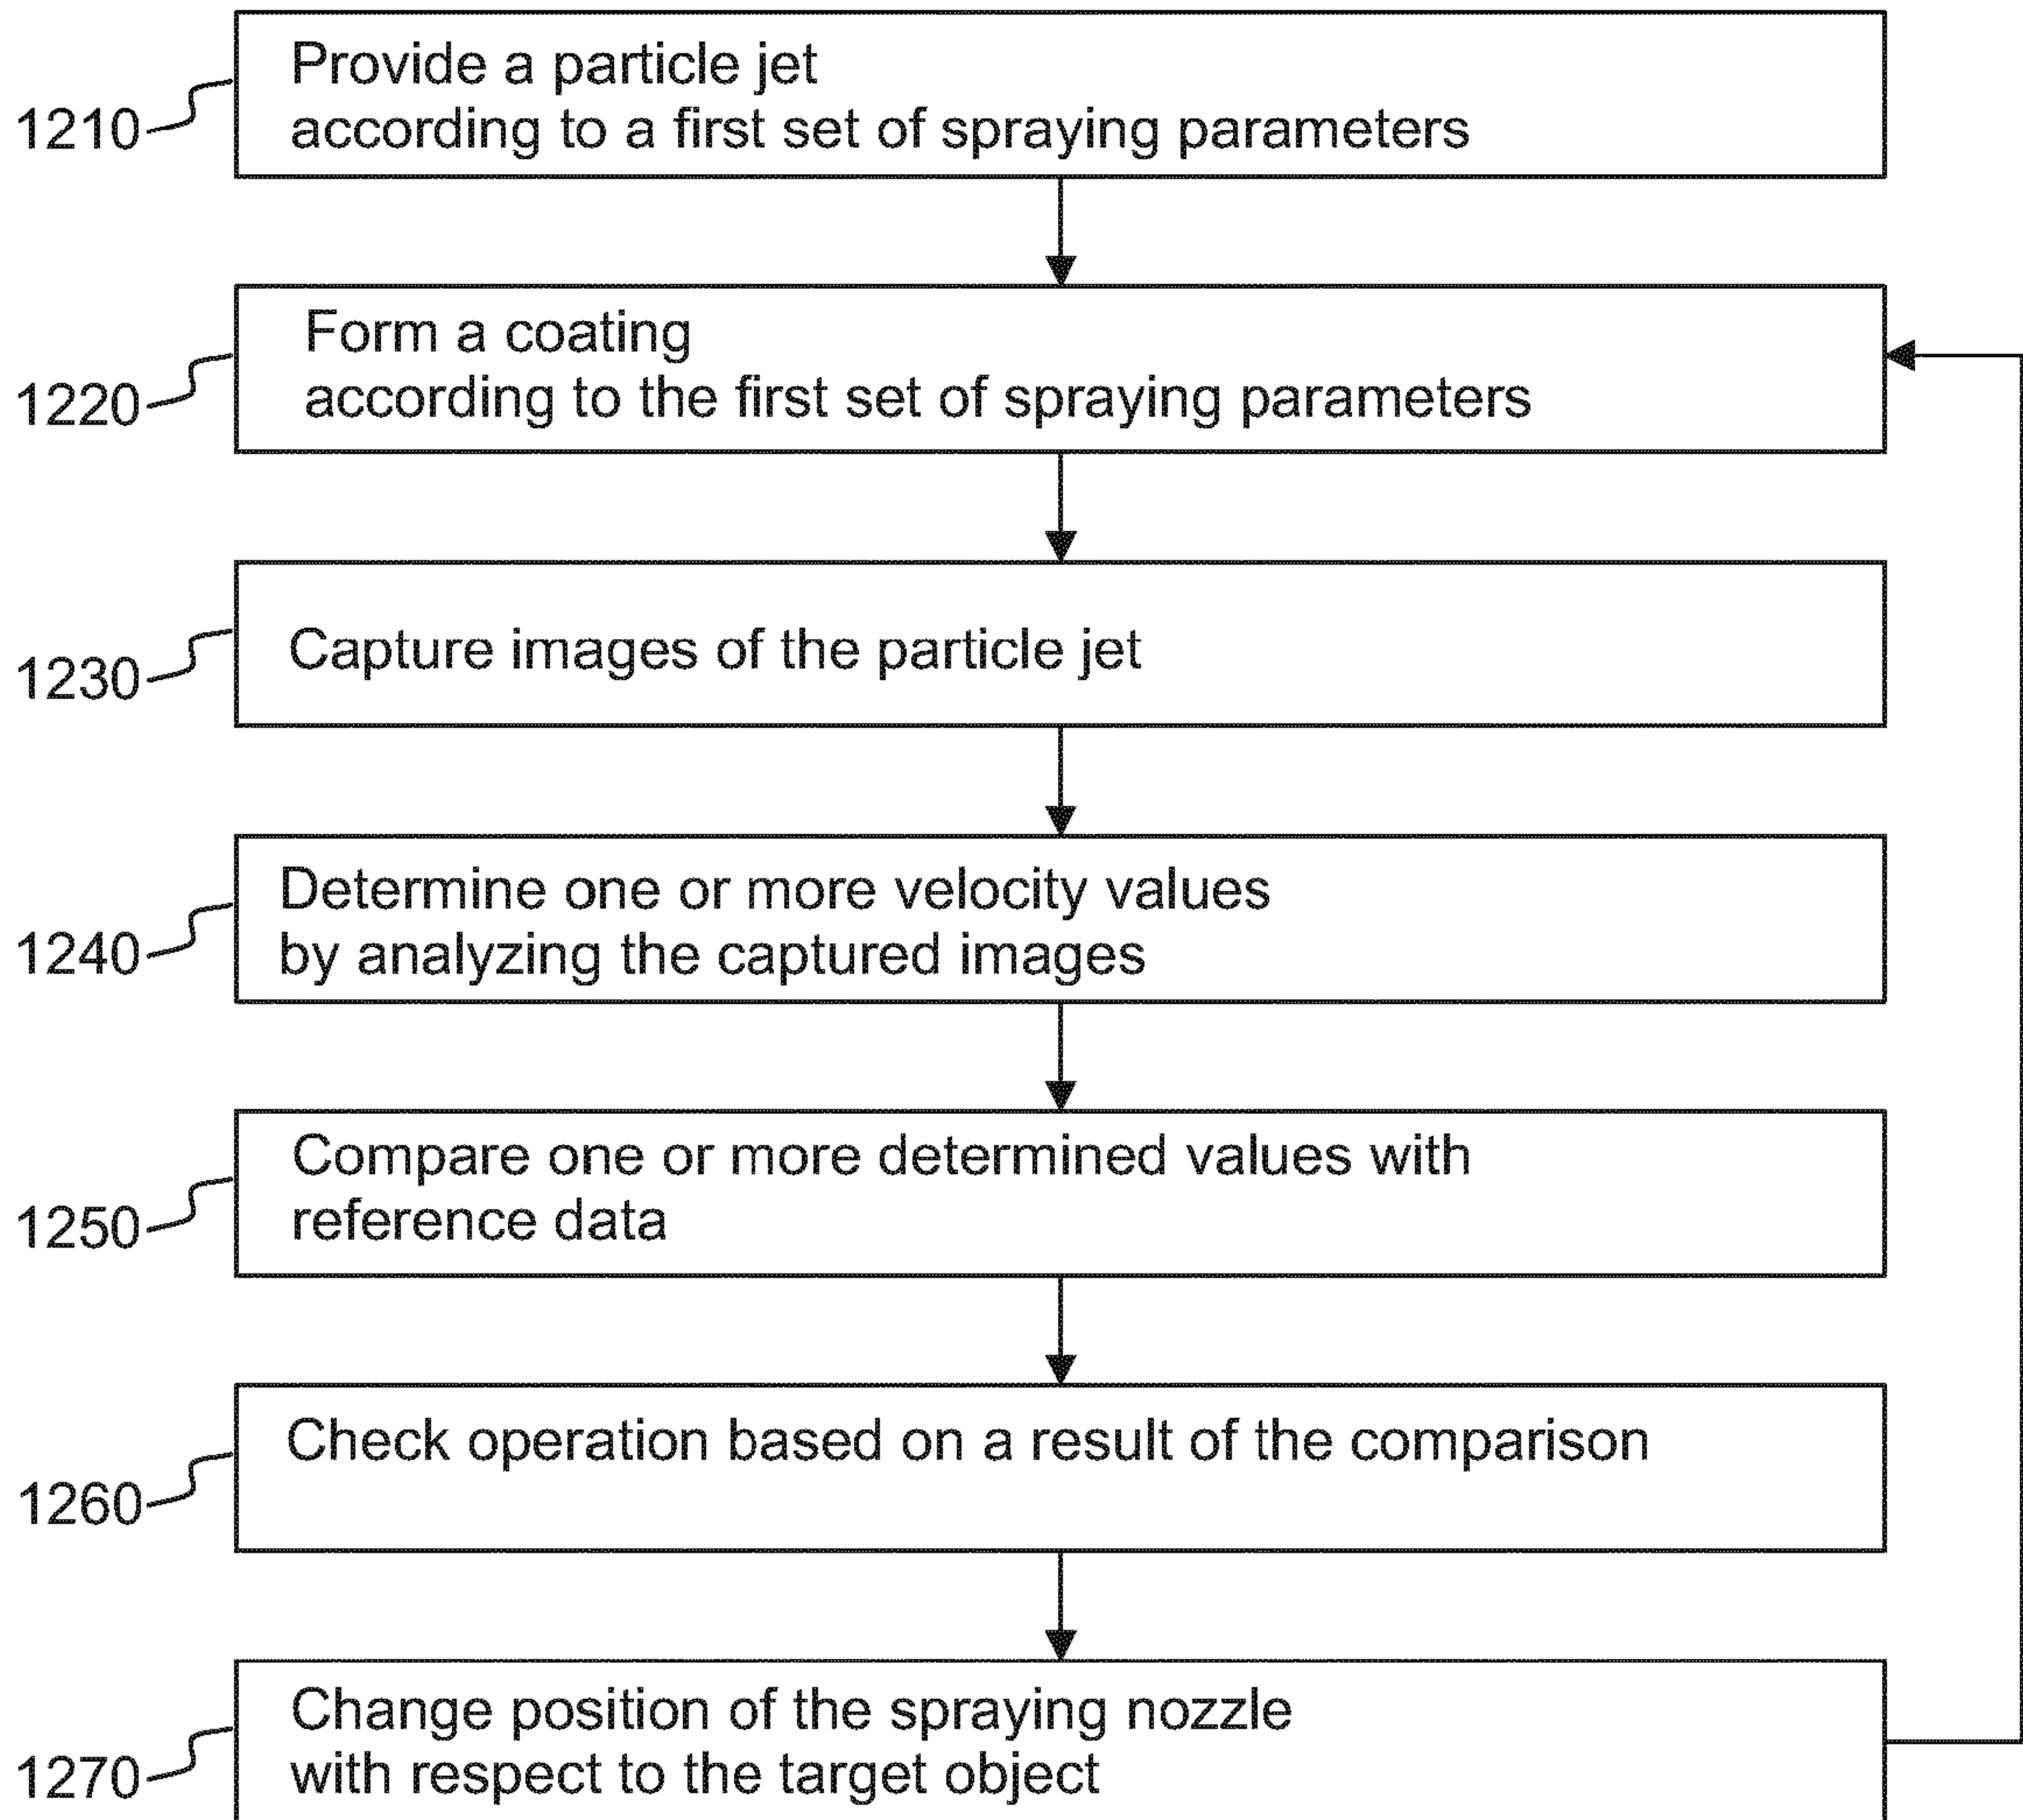 Provide a particle jet
1210
according to a first set of spraying parameters
Form a coating
1220
according to the first set of spraying parameters
1230
Capture images of the particle jet
Determine one or more velocity values
1240
by analyzing the captured images
Compare one or more determined values with
1250
reference data
Check operation based on a result of the comparison
1260
Change position of the spraying nozzle
1270
with respect to the target object